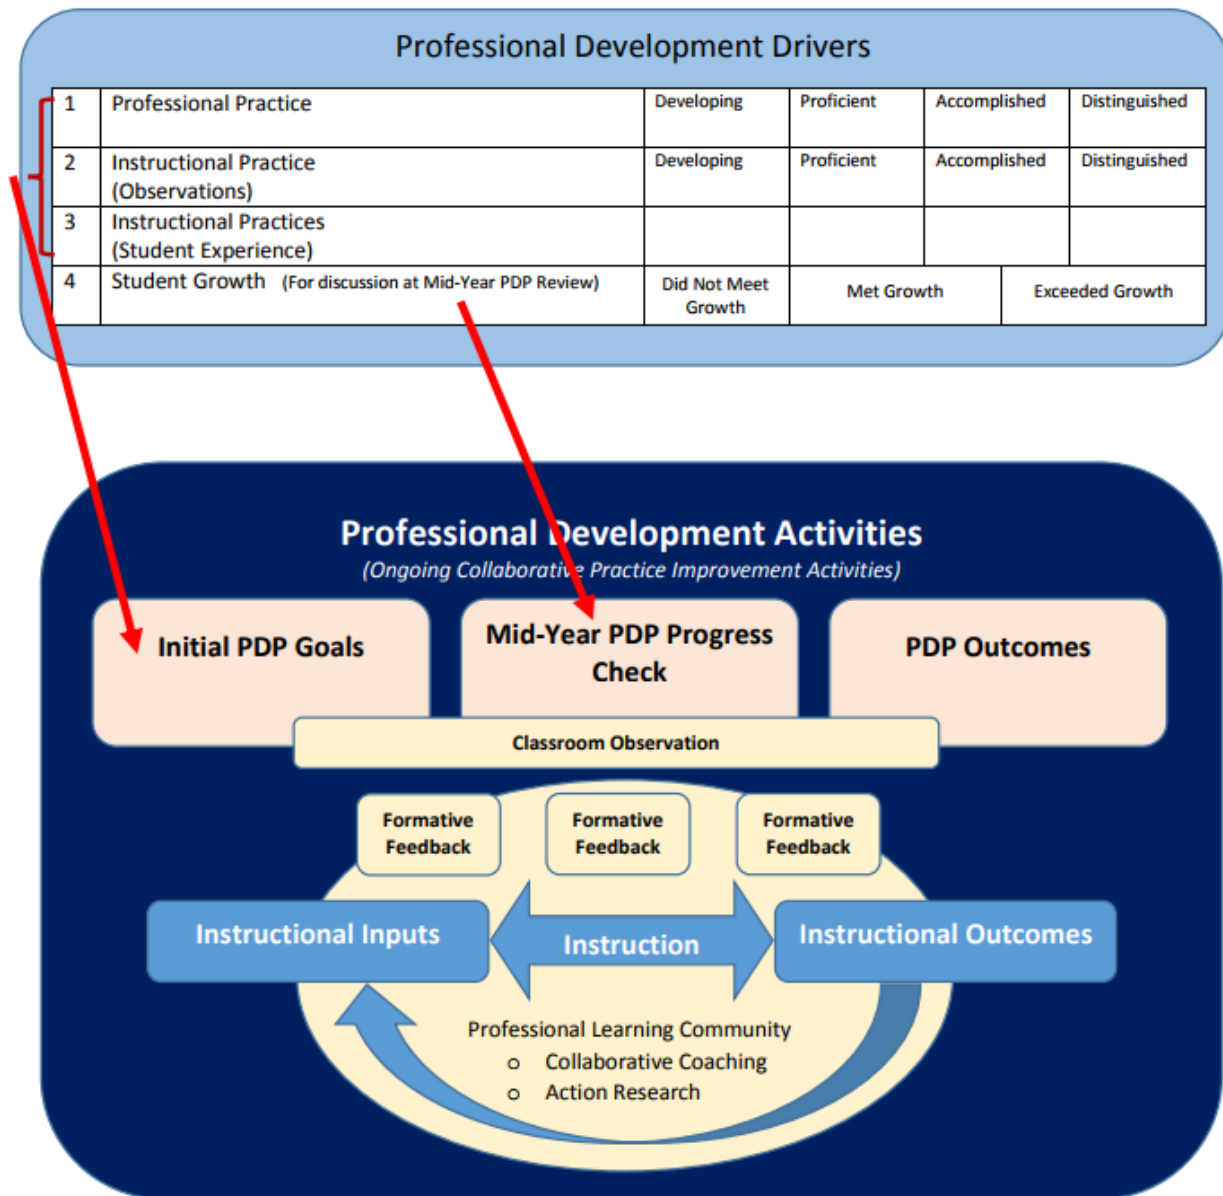 Professional Development Drivers
1 Professional Practice Developing Proficient Accomplished Distinguished
2 Instructional Practice Developing Proficient Accomplished Distinguished
(Observations)
3 Instructional Practices
(Student Experience)
4 Student Growth (For discussion at Mid-Year PDP Review) Did Not Meet Met Growth Exceeded Growth
Growth
Professional Development Activities
(Ongoing Collaborative Practice Improvement Activities)
Initial PDP Goals
Mid-Year PDP Progress
Check
PDP Outcomes
Classroom Observation
Formative
Feedback
Formative
Feedback
Formative
Feedback
Instructional Inputs
Instruction
Instructional Outcomes
Professional Learning Community
o Collaborative Coaching
o Action Research